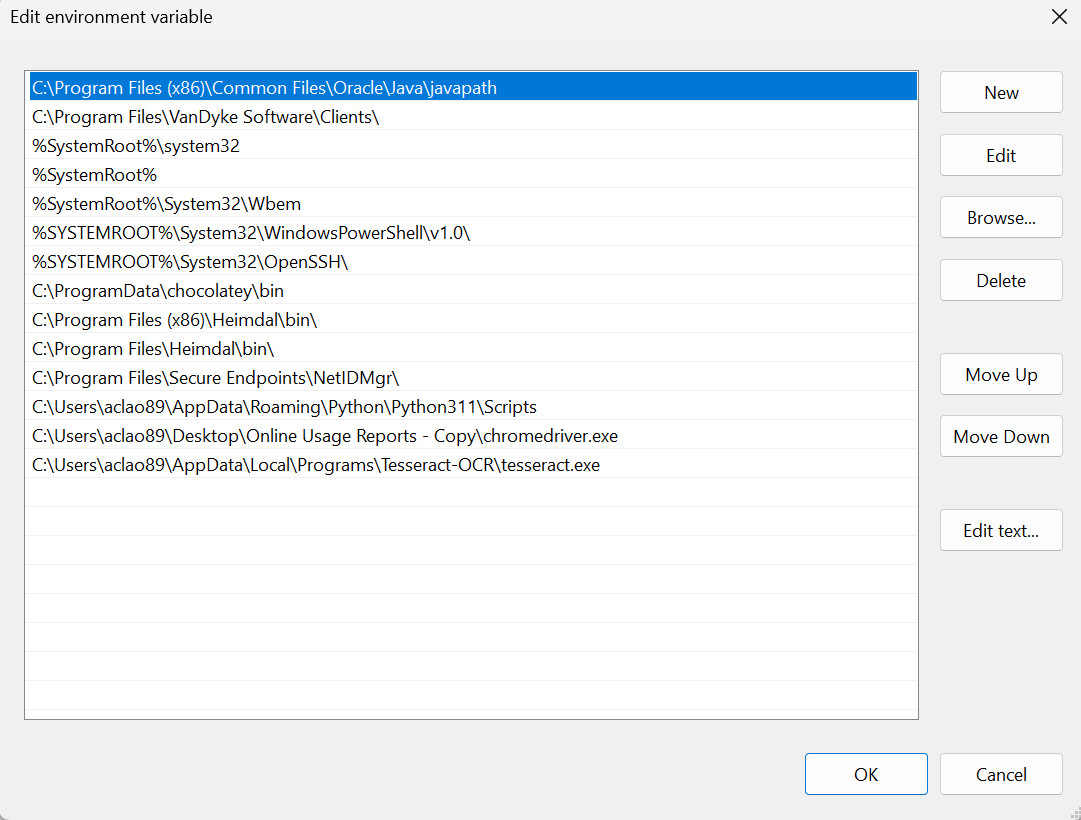 Edit environment variable
C:\Program Files (x86)\Common Files\Oracle\Java\javapath
C:\Program Files\VanDyke Software\Clients\
%SystemRoot%\system32
%SystemRoot%
%SystemRoot%\System32\Wbem
%SYSTEMROOT%\System32\WindowsPowerShell\v1.0\
%SYSTEMROOT%\System32\OpenSSH\
C:\ProgramData\chocolatey\bin
C:\Program Files (x86)\Heimdal\bin\
C:\Program Files\Heimdal\bin\
C:\Program Files\Secure Endpoints\NetIDMgr\
C:\Users\aclao89\AppData\Roaming\Python\Python311\Scripts
C:\Users\aclao89\Desktop\Online Usage Reports - Copy\chromedriver.exe
C:\Users\aclao89\AppData\Local\Programs\Tesseract-OCR\tesseract.exe
New
Edit
Browse...
Delete
Move Up
Move Down
Edit text...
OK
Cancel